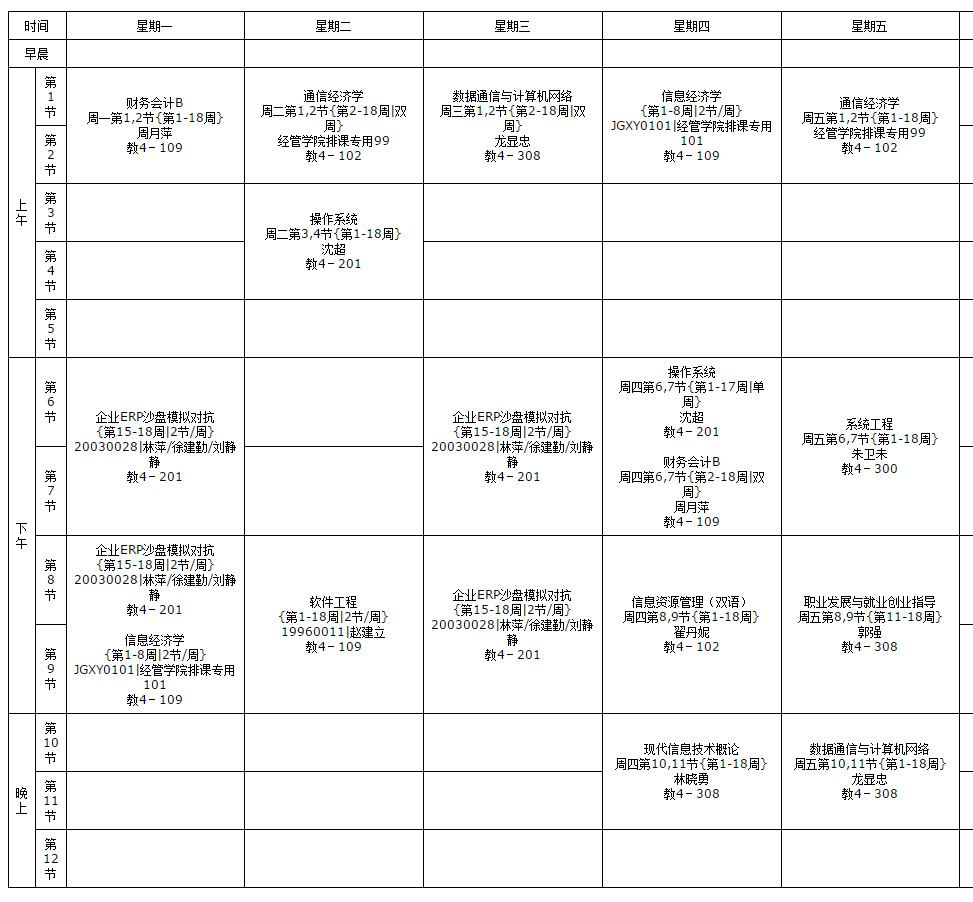 时间
星期一
星期二
星期三
星期四
星期五
早晨
上
午
第
1
节
财务会计B
周一第1,2节{第1-18周}
周月萍
教4－109
通信经济学
周二第1,2节{第2-18周|双
周}
经管学院排课专用99
教4－102
数据通信与计算机网络
周三第1,2节{第2-18周|双
周}
龙显忠
教4－308
信息经济学
{第1-8周|2节/周}
JGXY0101|经管学院排课专用
101
教4－109
通信经济学
周五第1,2节{第1-18周}
经管学院排课专用99
教4－102
第
2
节
第
3
节
操作系统
周二第3,4节{第1-18周}
沈超
教4－201
第
4
节
第
5
节
下
午
第
6
节
企业ERP沙盘模拟对抗
{第15-18周|2节/周}
20030028|林萍/徐建勤/刘静
静
教4－201
企业ERP沙盘模拟对抗
{第15-18周|2节/周}
20030028|林萍/徐建勤/刘静
静
教4－201
操作系统
周四第6,7节{第1-17周|单
周}
沈超
教4－201
财务会计B
周四第6,7节{第2-18周|双
周}
周月萍
教4－109
系统工程
周五第6,7节{第1-18周}
朱卫未
教4－300
第
7
节
第
8
节
企业ERP沙盘模拟对抗
{第15-18周|2节/周}
20030028|林萍/徐建勤/刘静
静
教4－201
信息经济学
{第1-8周|2节/周}
JGXY0101|经管学院排课专用
101
教4－109
软件工程
{第1-18周|2节/周}
19960011|赵建立
教4－109
企业ERP沙盘模拟对抗
{第15-18周|2节/周}
20030028|林萍/徐建勤/刘静
静
教4－201
信息资源管理（双语）
周四第8,9节{第1-18周}
翟丹妮
教4－102
职业发展与就业创业指导
周五第8,9节{第11-18周}
郭强
教4－308
第
9
节
晚
上
第
10
节
现代信息技术概论
周四第10,11节{第1-18周}
林晓勇
教4－308
数据通信与计算机网络
周五第10,11节{第1-18周}
龙显忠
教4－308
第
11
节
第
12
节